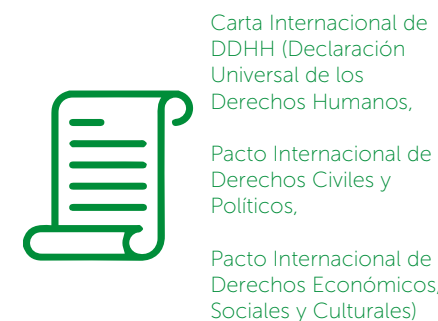 Carta Internacional de
DDHH (Declaración
Universal de los
Derechos Humanos,
Pacto Internacional de
Derechos Civiles y
Políticos,
Pacto Internacional de
Derechos Económicos,
Sociales y Culturales)